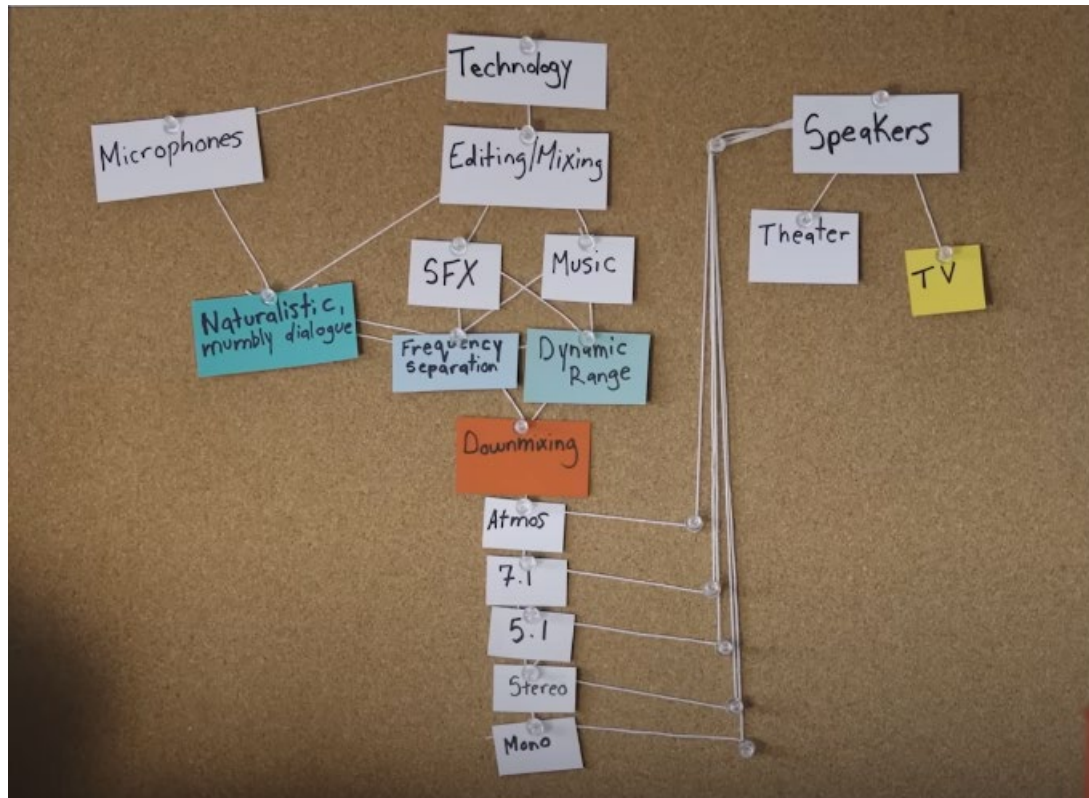 Technology
Microphones
Editing/Mixing
Speakers
Theater
TV
SFX
Music
Naturalistic,
mumbly dialogue
Frequency
separation
Dynamic
Range
Downmixing
Atmos
7.1
5.1
Stereo
Mono